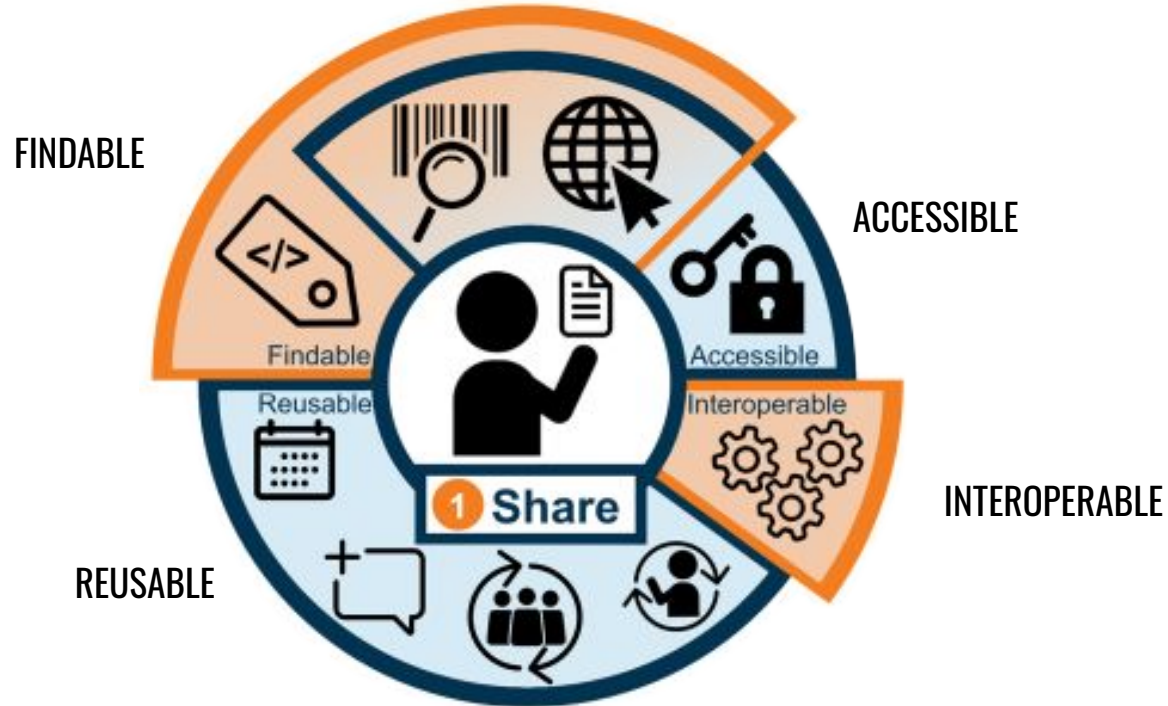 FINDABLE
ACCESSIBLE
</>
Findable
Accessible
Reusable
Interoperable
1 Share
INTEROPERABLE
REUSABLE